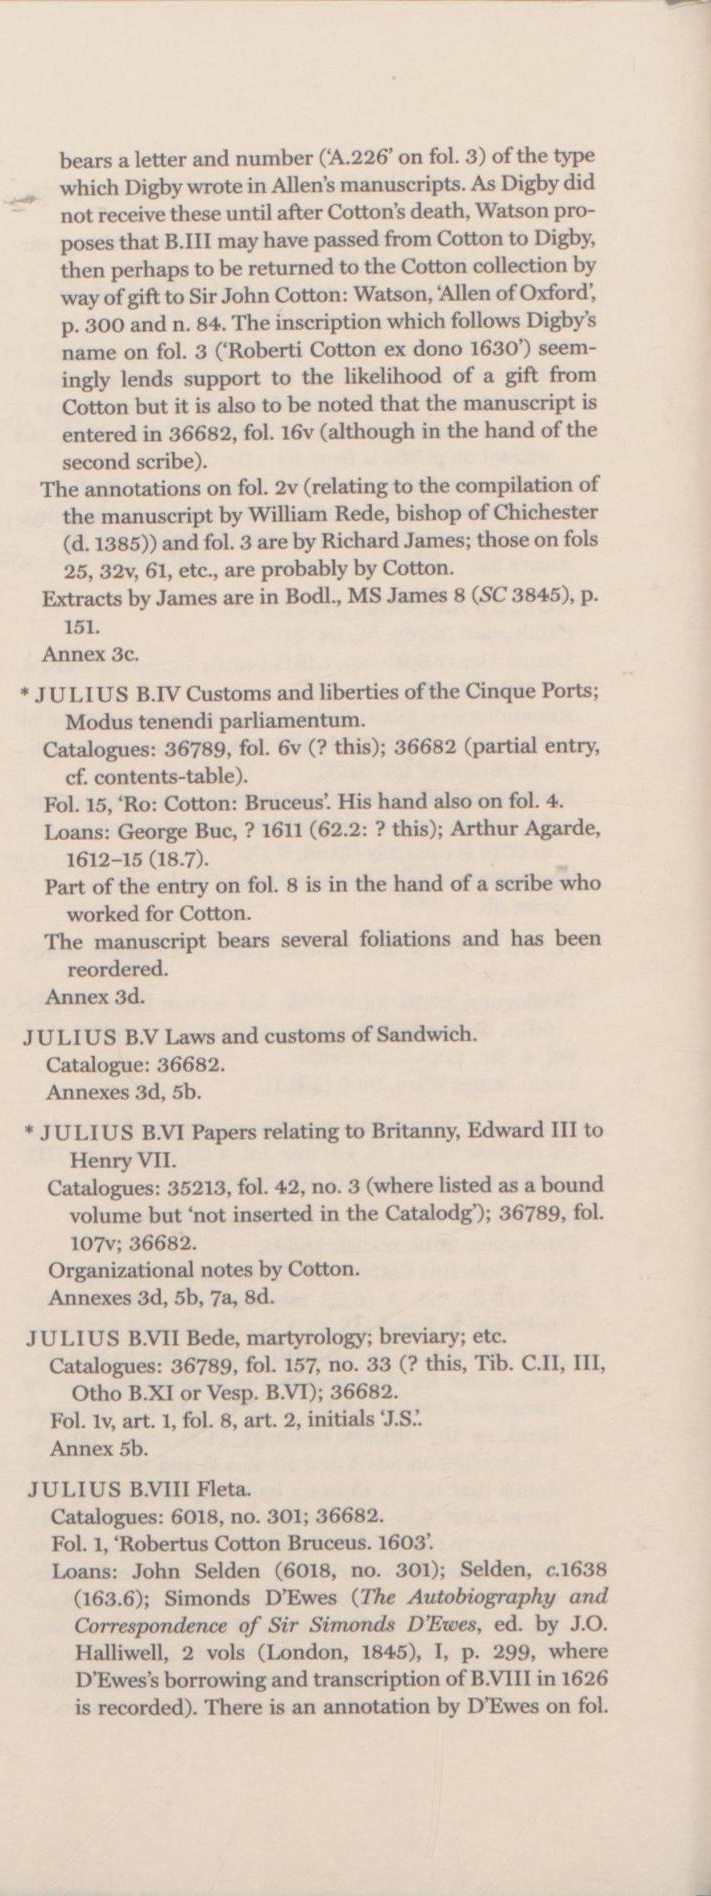 bears a letter and number (‘A.226’ on fol. 3) of the type
which Digby wrote in Allen’s manuscripts. As Digby did
not receive these until after Cotton’s death, Watson pro-
poses that B.III may have passed from Cotton to Digby,
then perhaps to be returned to the Cotton collection by
way of gift to Sir John Cotton: Watson, ‘Allen of Oxford’,
p. 300 and n. 84. The inscription which follows Digby’s
name on fol. 3 (‘Roberti Cotton ex dono 1630’) seem-
ingly lends support to the likelihood of a gift from
Cotton but it is also to be noted that the manuscript is
entered in 36682, fol. 16v (although in the hand of the
second scribe).
The annotations on fol. 2v (relating to the compilation of
the manuscript by William Rede, bishop of Chichester
(d. 1385)) and fol. 3 are by Richard James; those on fols
25, 32v, 61, etc., are probably by Cotton.
Extracts by James are in Bodl., MS James 8 (SC 3845), p.
151.
Annex 3c.
* JULIUS B.IV Customs and liberties of the Cinque Ports;
Modus tenendi parliamentum.
Catalogues: 36789, fol. 6v (? this); 36682 (partial entry,
cf. contents-table).
Fol. 15, ‘Ro: Cotton: Bruceus’. His hand also on fol. 4.
Loans: George Buc, ? 1611 (62.2: ? this); Arthur Agarde,
1612–15 (18.7).
Part of the entry on fol. 8 is in the hand of a scribe who
worked for Cotton.
The manuscript bears several foliations and has been
reordered.
Annex 3d.
JULIUS B.V Laws and customs of Sandwich.
Catalogue: 36682.
Annexes 3d, 5b.
* JULIUS B.VI Papers relating to Britanny, Edward III to
Henry VII.
Catalogues: 35213, fol. 42, no. 3 (where listed as a bound
volume but ‘not inserted in the Catalodg’); 36789, fol.
107v; 36682.
Organizational notes by Cotton.
Annexes 3d, 5b, 7a, 8d.
JULIUS B.VII Bede, martyrology; breviary; etc.
Catalogues: 36789, fol. 157, no. 33 (? this, Tib. C.II, III,
Otho B.XI or Vesp. B.VI); 36682.
Fol. 1v, art. 1, fol. 8, art. 2, initials ‘J.S.’.
Annex 5b.
JULIUS B.VIII Fleta.
Catalogues: 6018, no. 301; 36682.
Fol. 1, ‘Robertus Cotton Bruceus. 1603’.
Loans: John Selden (6018, no. 301); Selden, c.1638
(163.6); Simonds D’Ewes (The Autobiography and
Correspondence of Sir Simonds D’Ewes, ed. by J.O.
Halliwell, 2 vols (London, 1845), I, p. 299, where
D’Ewes’s borrowing and transcription of B.VIII in 1626
is recorded). There is an annotation by D’Ewes on fol.